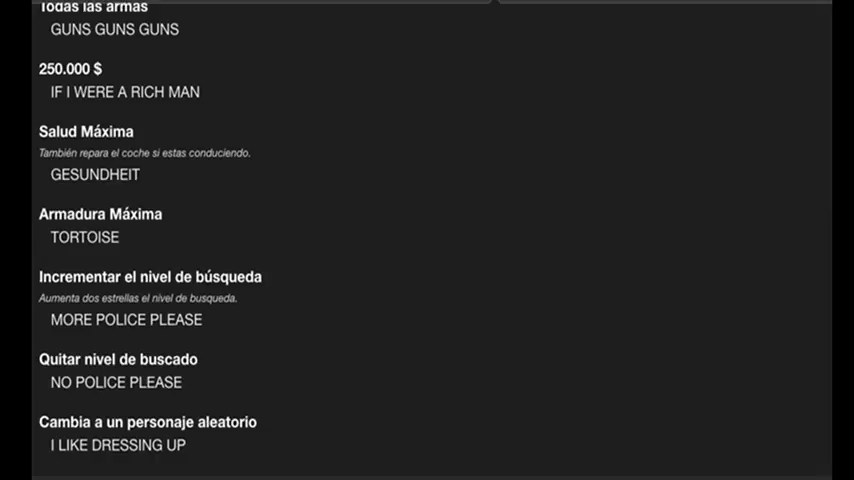 Todas las armas
GUNS GUNS GUNS
250.000 $
IF I WERE A RICH MAN
Salud Máxima
También repara el coche si estas conduciendo.
GESUNDHEIT
Armadura Máxima
TORTOISE
Incrementar el nivel de búsqueda
Aumenta dos estrellas el nivel de busqueda.
MORE POLICE PLEASE
Quitar nivel de buscado
NO POLICE PLEASE
Cambia a un personaje aleatorio
I LIKE DRESSING UP